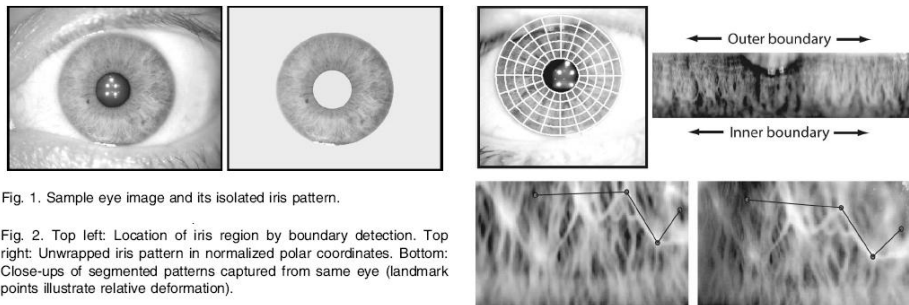 Fig. 1. Sample eye image and its isolated iris pattern.
Fig. 2. Top left: Location of iris region by boundary detection. Top
right: Unwrapped iris pattern in normalized polar coordinates. Bottom:
Close-ups of segmented patterns captured from same eye (landmark
points illustrate relative deformation).
Outer boundary
Inner boundary